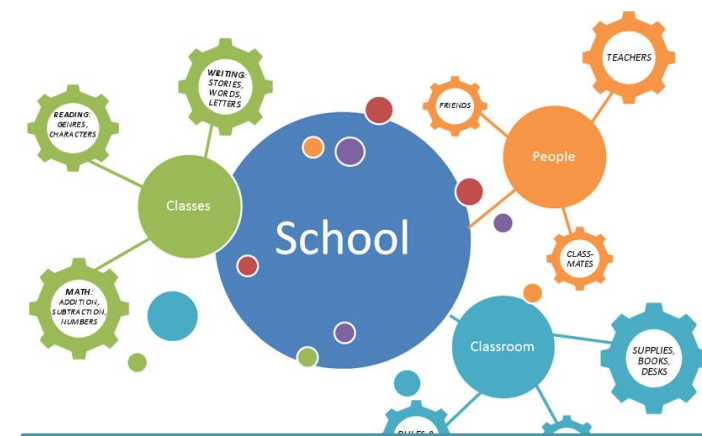 WRITING:
STORIES,
WORDS,
LETTERS
READING:
GENRES,
CHARACTERS
Classes
MATH:
ADDITION,
SUBTRACTION,
NUMBERS
School
TEACHERS
FRIENDS
People
CLASS-
MATES
Classroom
SUPPLIES,
BOOKS,
DESKS
RULES &